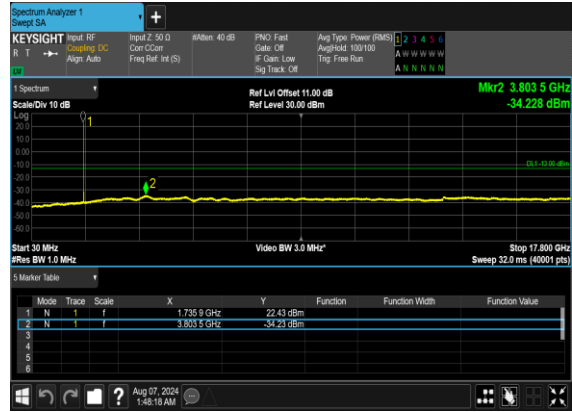 Spectrum Analyzer 1
Swept SA
+
KEYSIGHT Input: RF Input Z: 50 Ω #Atten: 40 dB PNO: Fast Avg Type: Power (RMS) 1 2 3 4 5 6
R T Coupling: DC Corr CCorr Gate: Off Avg|Hold: 100/100 A W W W W W
Align: Auto Freq Ref: Int (S) IF Gain: Low Trig: Free Run
Sig Track: Off A N N N N N
1 Spectrum
Ref Lvl Offset 11.00 dB Mkr2 3.803 5 GHz
Scale/Div 10 dB Ref Level 30.00 dBm -34.228 dBm
Log
1
20.0
10.0
0.00
-10.0
DL1 -13.00 dBm
-20.0
2
-30.0
-40.0
-50.0
-60.0
Start 30 MHz Video BW 3.0 MHz* Stop 17.800 GHz
#Res BW 1.0 MHz Sweep 32.0 ms (40001 pts)
5 Marker Table
Mode Trace Scale X Y Function Function Width Function Value
1 N 1 f 1.735 9 GHz 22.43 dBm
2 N 1 f 3.803 5 GHz -34.23 dBm
3
4
5
6
? Aug 07, 2024
1:48:18 AM